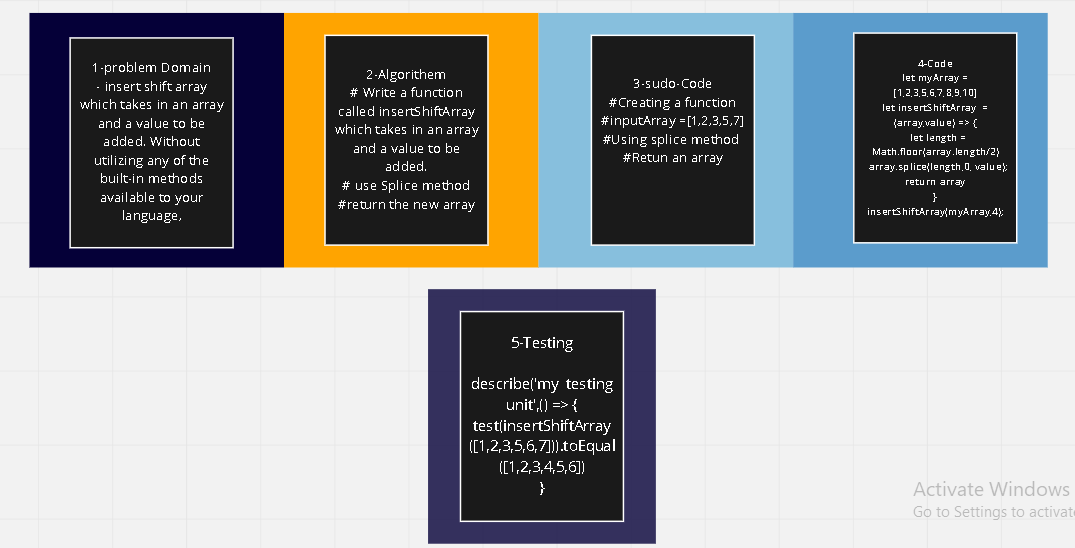 1-problem Domain
- insert shift array
which takes in an array
and a value to be
added. Without
utilizing any of the
built-in methods
available to your
language,
2-Algorithem
# Write a function
called insertShiftArray
which takes in an array
and a value to be
added.
# use Splice method
#return the new array
3-sudo-Code
#Creating a function
#inputArray =[1,2,3,5,7]
#Using splice method
#Retun an array
4-Code
let myArray =
[1,2,3,5,6,7,8,9,10]
let insertShiftArray =
(array,value) => {
let length =
Math.floor(array.length/2)
array.splice(length,0, value);
return array
}
insertShiftArray(myArray,4);
5-Testing
describe('my testing
unit',() => {
test(insertShiftArray
([1,2,3,5,6,7])).toEqual
([1,2,3,4,5,6])
}
Activate Windows
Go to Settings to activate